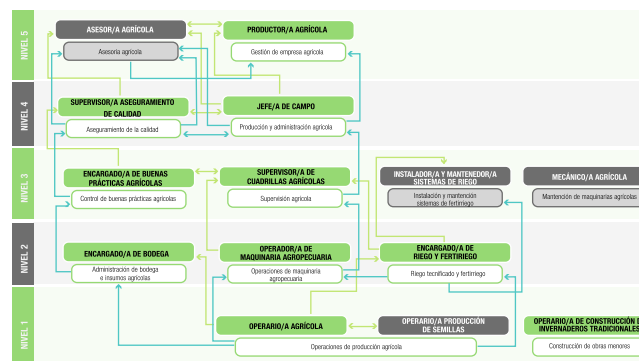 NIVEL 5
ASESOR/A AGRÍCOLA
Asesoría agrícola
PRODUCTOR/A AGRÍCOLA
Gestión de empresa agrícola
NIVEL 4
SUPERVISOR/A ASEGURAMIENTO
DE CALIDAD
Aseguramiento de la calidad
JEFE/A DE CAMPO
Producción y administración agrícola
NIVEL 3
ENCARGADO/A DE BUENAS
PRÁCTICAS AGRÍCOLAS
Control de buenas prácticas agrícolas
SUPERVISOR/A DE
CUADRILLAS AGRÍCOLAS
Supervisión agrícola
INSTALADOR/A Y MANTENEDOR/A
SISTEMAS DE RIEGO
Instalación y mantención
sistemas de fertirriego
MECÁNICO/A AGRÍCOLA
Mantención de maquinarias agrícolas
NIVEL 2
ENCARGADO/A DE BODEGA
Administración de bodega
e insumos agrícolas
OPERADOR/A DE
MAQUINARIA AGROPECUARIA
Operaciones de maquinaria
agropecuaria
ENCARGADO/A DE
RIEGO Y FERTIRIEGO
Riego tecnificado y fertirriego
NIVEL 1
OPERARIO/A AGRÍCOLA
Operaciones de producción agrícola
OPERARIO/A PRODUCCIÓN
DE SEMILLAS
OPERARIO/A DE CONSTRUCCIÓN D
INVERNADEROS TRADICIONALES
Construcción de obras menores